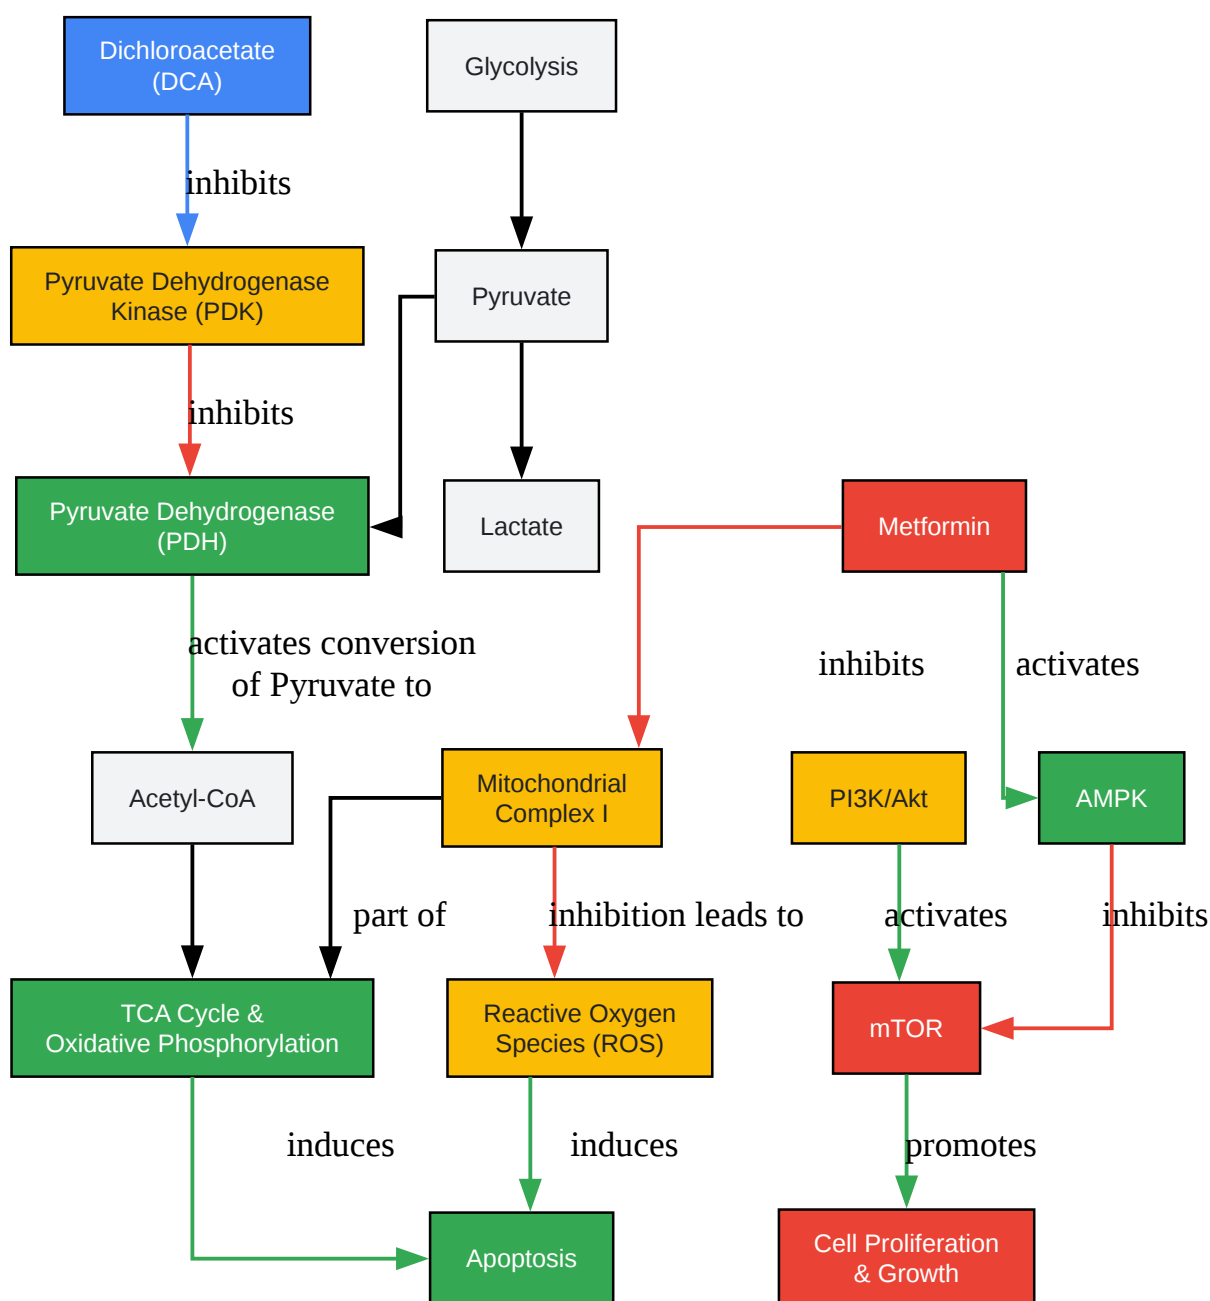 Dichloroacetate
(DCA)
Glycolysis
inhibits
Pyruvate Dehydrogenase
Kinase (PDK)
Pyruvate
inhibits
Pyruvate Dehydrogenase
(PDH)
Lactate
Metformin
activates conversion
of Pyruvate to
inhibits
activates
Acetyl-CoA
Mitochondrial
Complex I
PI3K/Akt
AMPK
part of
inhibition leads to
activates
inhibits
TCA Cycle &
Oxidative Phosphorylation
Reactive Oxygen
Species (ROS)
mTOR
induces
induces
promotes
Apoptosis
Cell Proliferation
& Growth